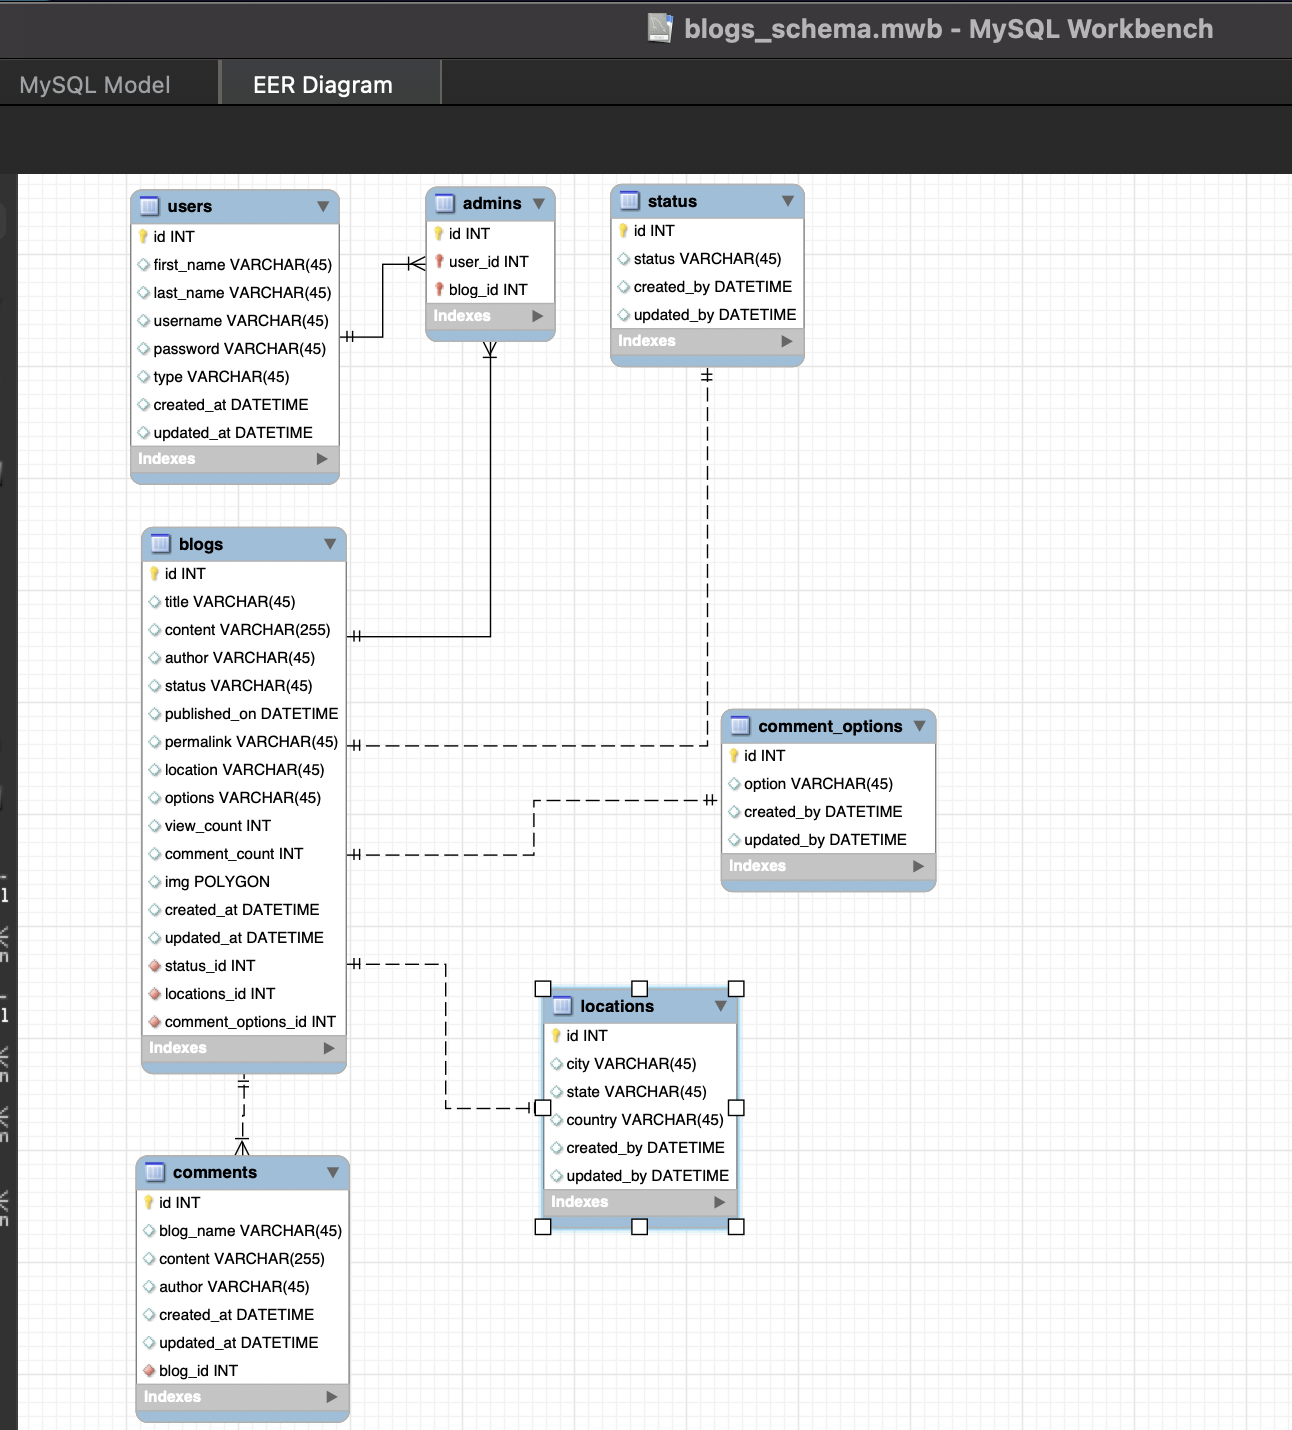 blogs_schema.mwb - MySQL Workbench
MySQL Model
EER Diagram
users
id INT
first_name VARCHAR(45)
last_name VARCHAR(45)
username VARCHAR(45)
password VARCHAR(45)
type VARCHAR(45)
created_at DATETIME
updated_at DATETIME
Indexes
admins
id INT
user_id INT
blog_id INT
Indexes
status
id INT
status VARCHAR(45)
created_by DATETIME
updated_by DATETIME
Indexes
blogs
id INT
title VARCHAR(45)
content VARCHAR(255)
author VARCHAR(45)
status VARCHAR(45)
published_on DATETIME
permalink VARCHAR(45)
location VARCHAR(45)
options VARCHAR(45)
view_count INT
comment_count INT
img POLYGON
created_at DATETIME
updated_at DATETIME
status_id INT
locations_id INT
comment_options_id INT
Indexes
comment_options
id INT
option VARCHAR(45)
created_by DATETIME
updated_by DATETIME
Indexes
locations
id INT
city VARCHAR(45)
state VARCHAR(45)
country VARCHAR(45)
created_by DATETIME
updated_by DATETIME
Indexes
comments
id INT
blog_name VARCHAR(45)
content VARCHAR(255)
author VARCHAR(45)
created_at DATETIME
updated_at DATETIME
blog_id INT
Indexes